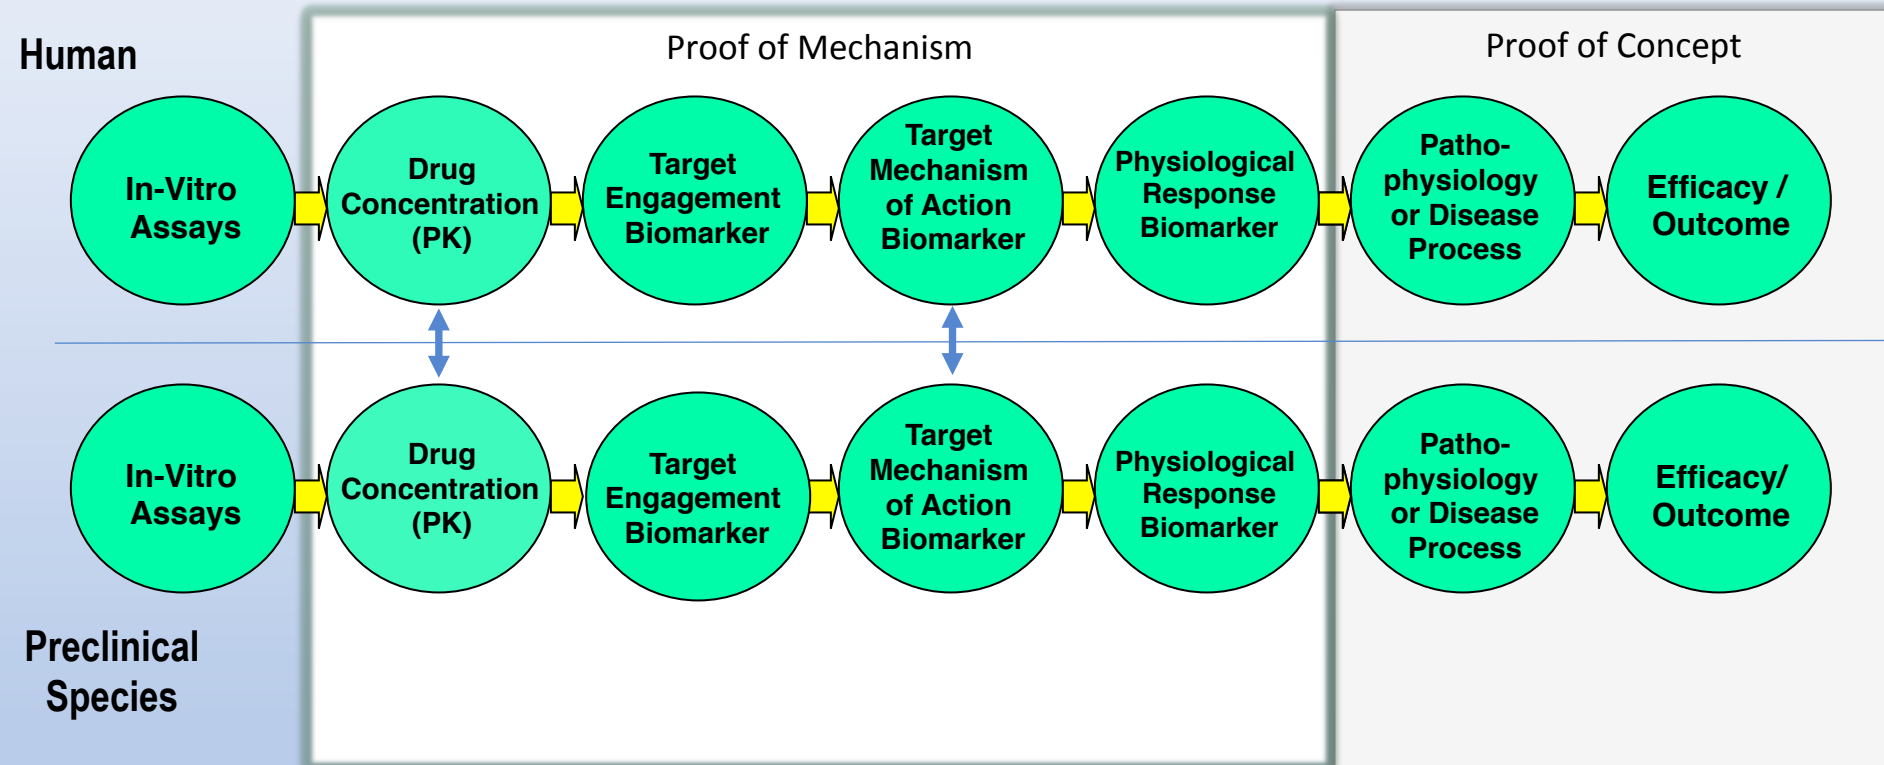 Human
Proof of Mechanism
Proof of Concept
In-Vitro
Assays
Drug
Concentration
(PK)
Target
Engagement
Biomarker
Target
Mechanism
of Action
Biomarker
Physiological
Response
Biomarker
Patho-
physiology
or Disease
Process
Efficacy /
Outcome
In-Vitro
Assays
Drug
Concentration
(PK)
Target
Engagement
Biomarker
Target
Mechanism
of Action
Biomarker
Physiological
Response
Biomarker
Patho-
physiology
or Disease
Process
Efficacy/
Outcome
Preclinical
Species